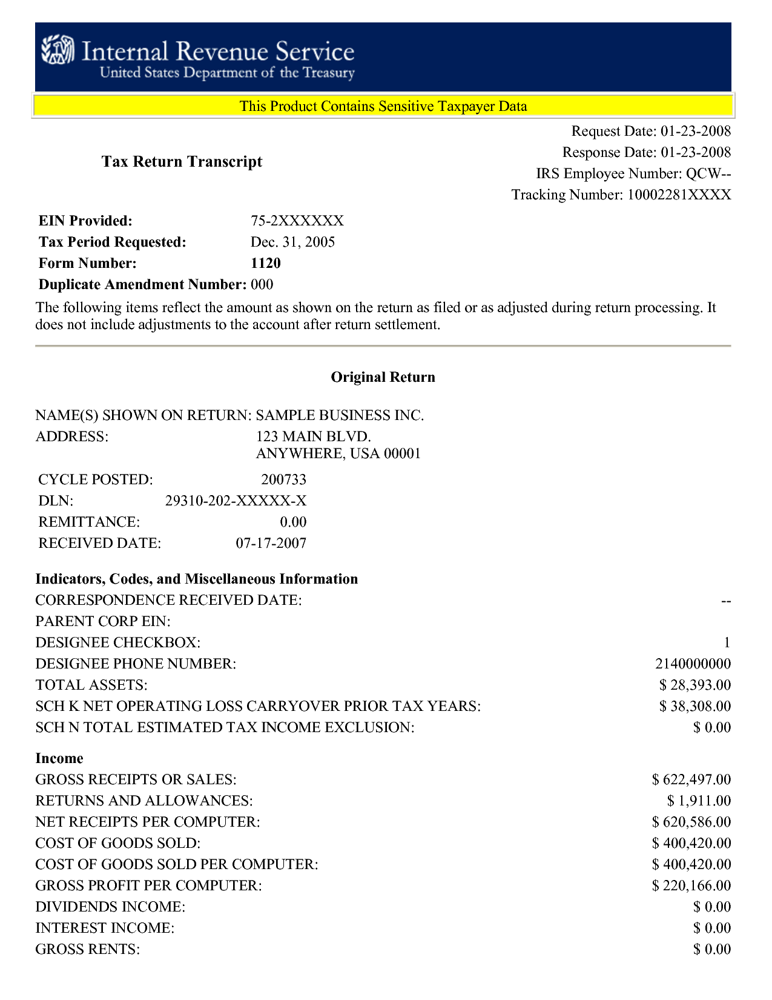 Internal Revenue Service
United States Department of the Treasury
This Product Contains Sensitive Taxpayer Data
Request Date: 01-23-2008
Response Date: 01-23-2008
Tax Return Transcript
IRS Employee Number: QCW--
Tracking Number: 10002281XXXX
EIN Provided: 75-2XXXXXX
Tax Period Requested: Dec. 31, 2005
Form Number: 1120
Duplicate Amendment Number: 000
The following items reflect the amount as shown on the return as filed or as adjusted during return processing. It
does not include adjustments to the account after return settlement.
Original Return
NAME(S) SHOWN ON RETURN: SAMPLE BUSINESS INC.
ADDRESS: 123 MAIN BLVD.
ANYWHERE, USA 00001
CYCLE POSTED: 200733
DLN: 29310-202-XXXXX-X
REMITTANCE: 0.00
RECEIVED DATE: 07-17-2007
Indicators, Codes, and Miscellaneous Information
CORRESPONDENCE RECEIVED DATE: --
PARENT CORP EIN:
DESIGNEE CHECKBOX: 1
DESIGNEE PHONE NUMBER: 2140000000
TOTAL ASSETS: $ 28,393.00
SCH K NET OPERATING LOSS CARRYOVER PRIOR TAX YEARS: $ 38,308.00
SCH N TOTAL ESTIMATED TAX INCOME EXCLUSION: $ 0.00
Income
GROSS RECEIPTS OR SALES: $ 622,497.00
RETURNS AND ALLOWANCES: $ 1,911.00
NET RECEIPTS PER COMPUTER: $ 620,586.00
COST OF GOODS SOLD: $ 400,420.00
COST OF GOODS SOLD PER COMPUTER: $ 400,420.00
GROSS PROFIT PER COMPUTER: $ 220,166.00
DIVIDENDS INCOME: $ 0.00
INTEREST INCOME: $ 0.00
GROSS RENTS: $ 0.00